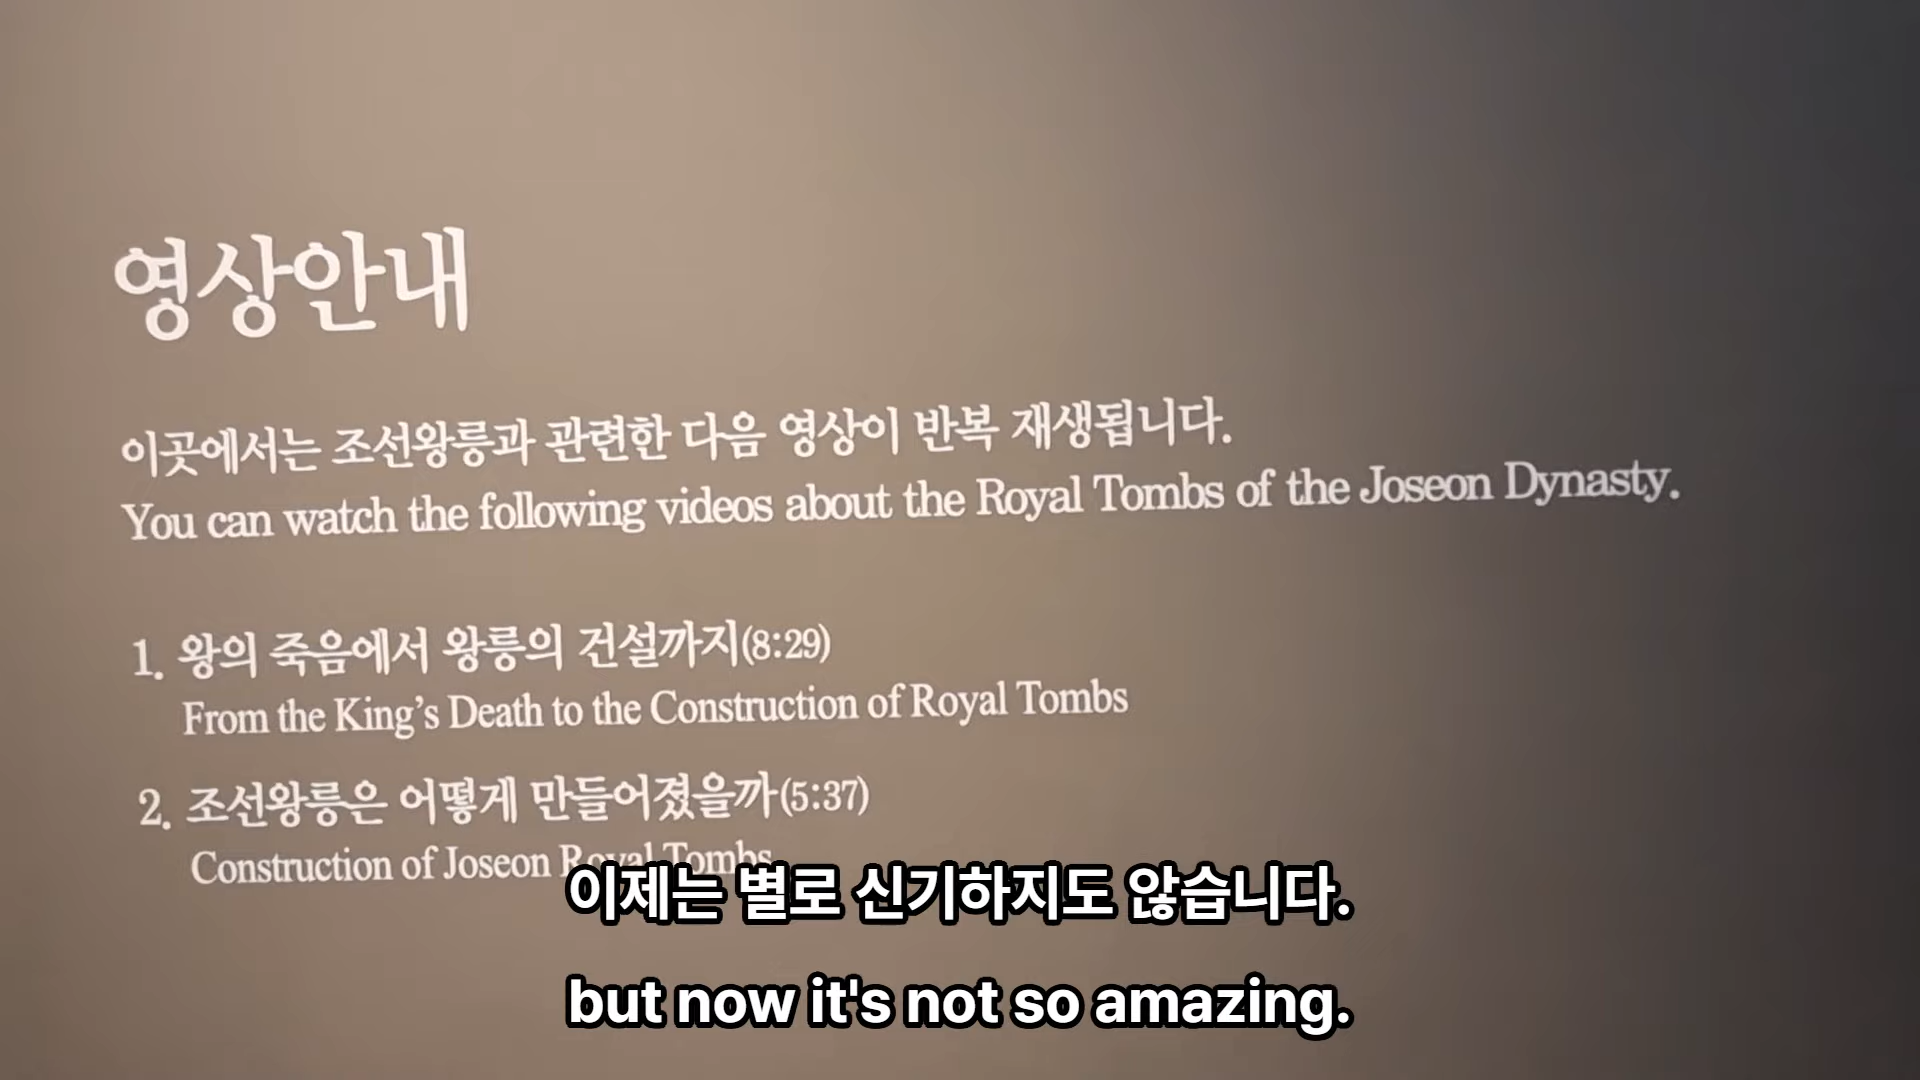 영상안내
이곳에서는 조선왕릉과 관련한 다음 영상이 반복 재생됩니다.
You can watch the following videos about the Royal Tombs of the Joseon Dynasty.
1. 왕의 죽음에서 왕릉의 건설까지(8:29)
From the King's Death to the Construction of Royal Tombs
2. 조선왕릉은 어떻게 만들어졌을까(5:37)
Construction of Joseon Royal Tombs
이제는 별로 신기하지도 않습니다.
but now it's not so amazing.